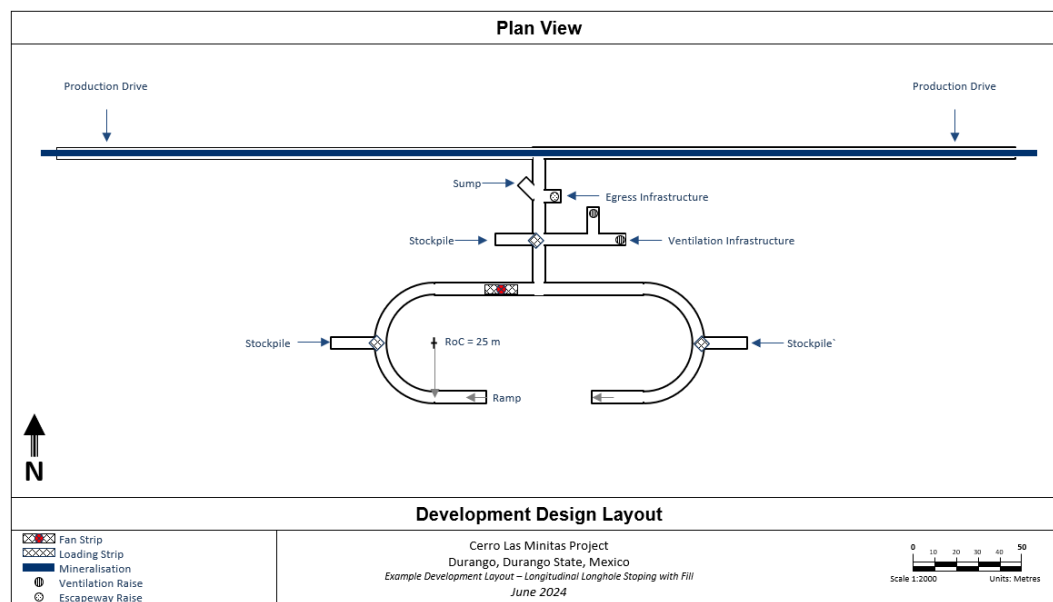 Plan View
Production Drive
Production Drive
Sump
Egress Infrastructure
Stockpile
Ventilation Infrastructure
Stockpile
RoC = 25 m
Stockpile`
Ramp
N
Development Design Layout
Fan Strip
Loading Strip
Mineralisation
Ventilation Raise
Escapeway Raise
Cerro Las Minitas Project
Durango, Durango State, Mexico
Example Development Layout – Longitudinal Longhole Stoping with Fill
June 2024
0 10 20 30 40 50
Scale 1:2000 Units: Metres